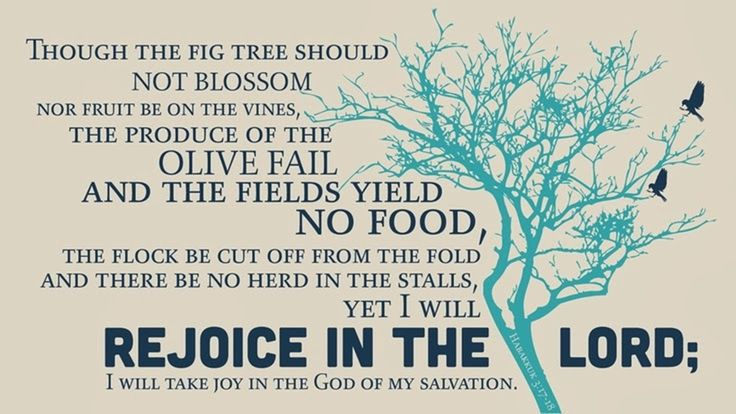 Though the fig tree should
not blossom
nor fruit be on the vines,
the produce of the
olive fail
and the fields yield
no food,
the flock be cut off from the fold
and there be no herd in the stalls,
yet I will
REJOICE IN THE LORD;
I will take joy in the God of my salvation.
Habakkuk 3:17-18